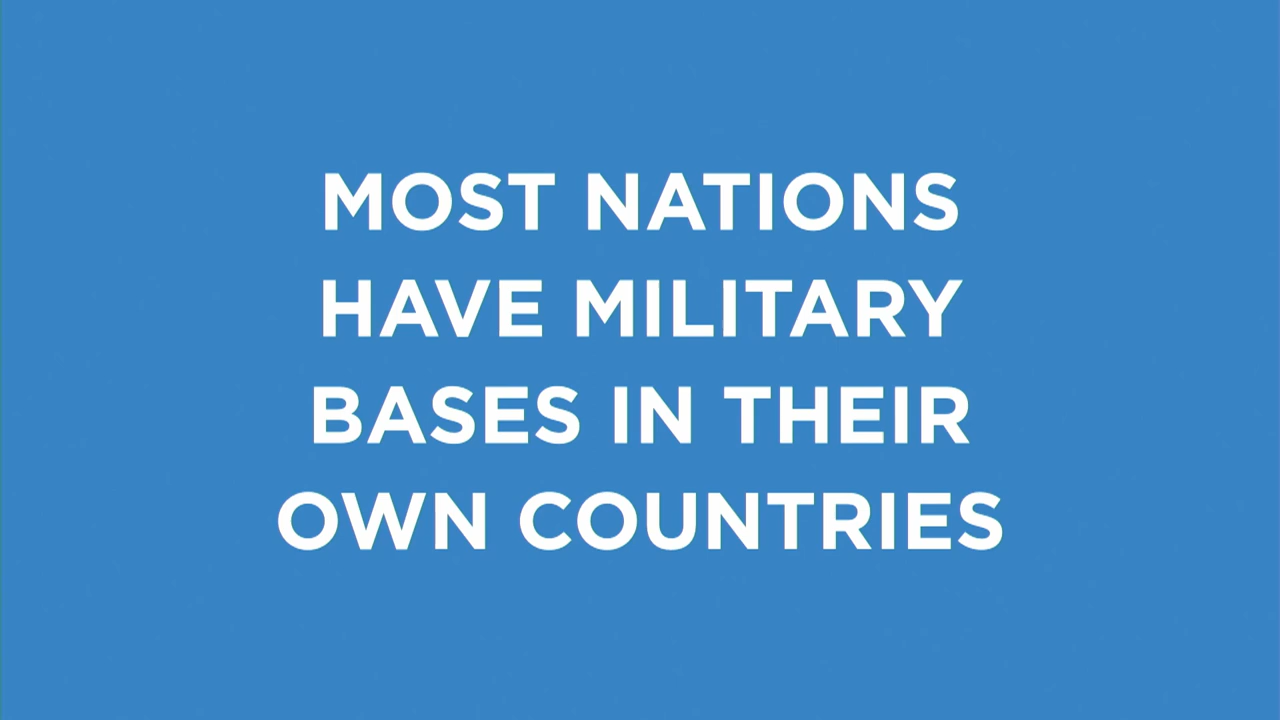 MOST NATIONS
HAVE MILITARY
BASES IN THEIR
OWN COUNTRIES